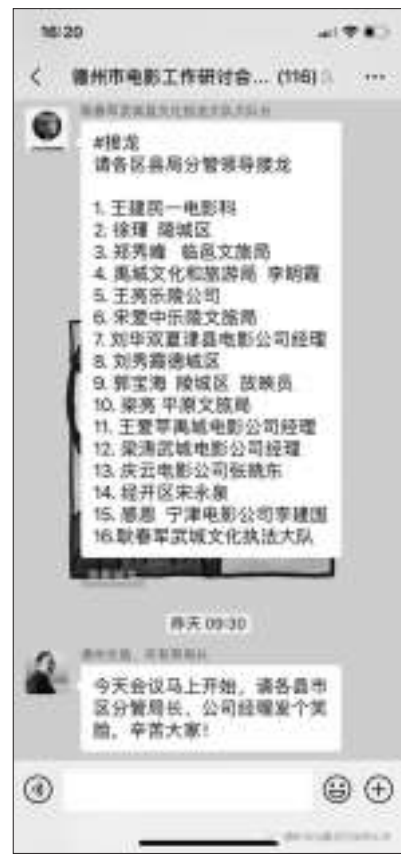 16:20
德州市电影工作研讨会... (116)
#接龙
请各区县局分管领导接龙
1. 王建民一电影科
2. 徐瑾 陵城区
3. 郑秀峰 临邑文旅局
4. 禹城文化和旅游局 李明霞
5. 王亮乐陵公司
6. 宋爱中乐陵文旅局
7. 刘华双夏津县电影公司经理
8. 刘秀霞德城区
9. 郭宝海 陵城区 放映员
10. 梁亮 平原文旅局
11. 王爱苹禹城电影公司经理
12. 梁涛武城电影公司经理
13. 庆云电影公司张晓东
14. 经开区宋永泉
15. 感恩 宁津电影公司李建国
16.耿春军武城文化执法大队
昨天 09:30
今天会议马上开始，请各县市
区分管局长、公司经理发个笑
脸，辛苦大家！